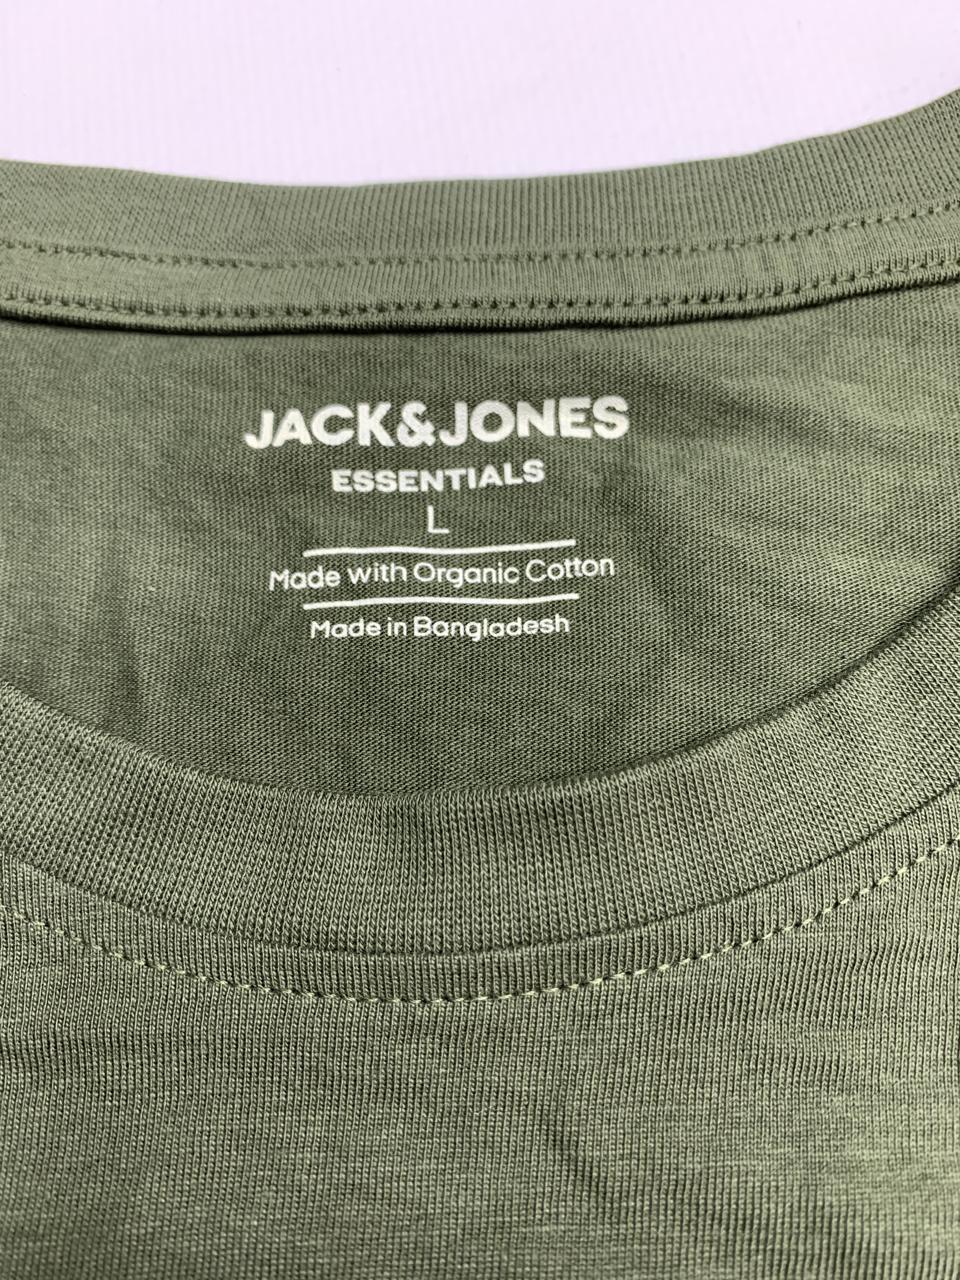 JACK&JONES
ESSENTIALS
L
Made with Organic Cotton
Made in Bangladesh